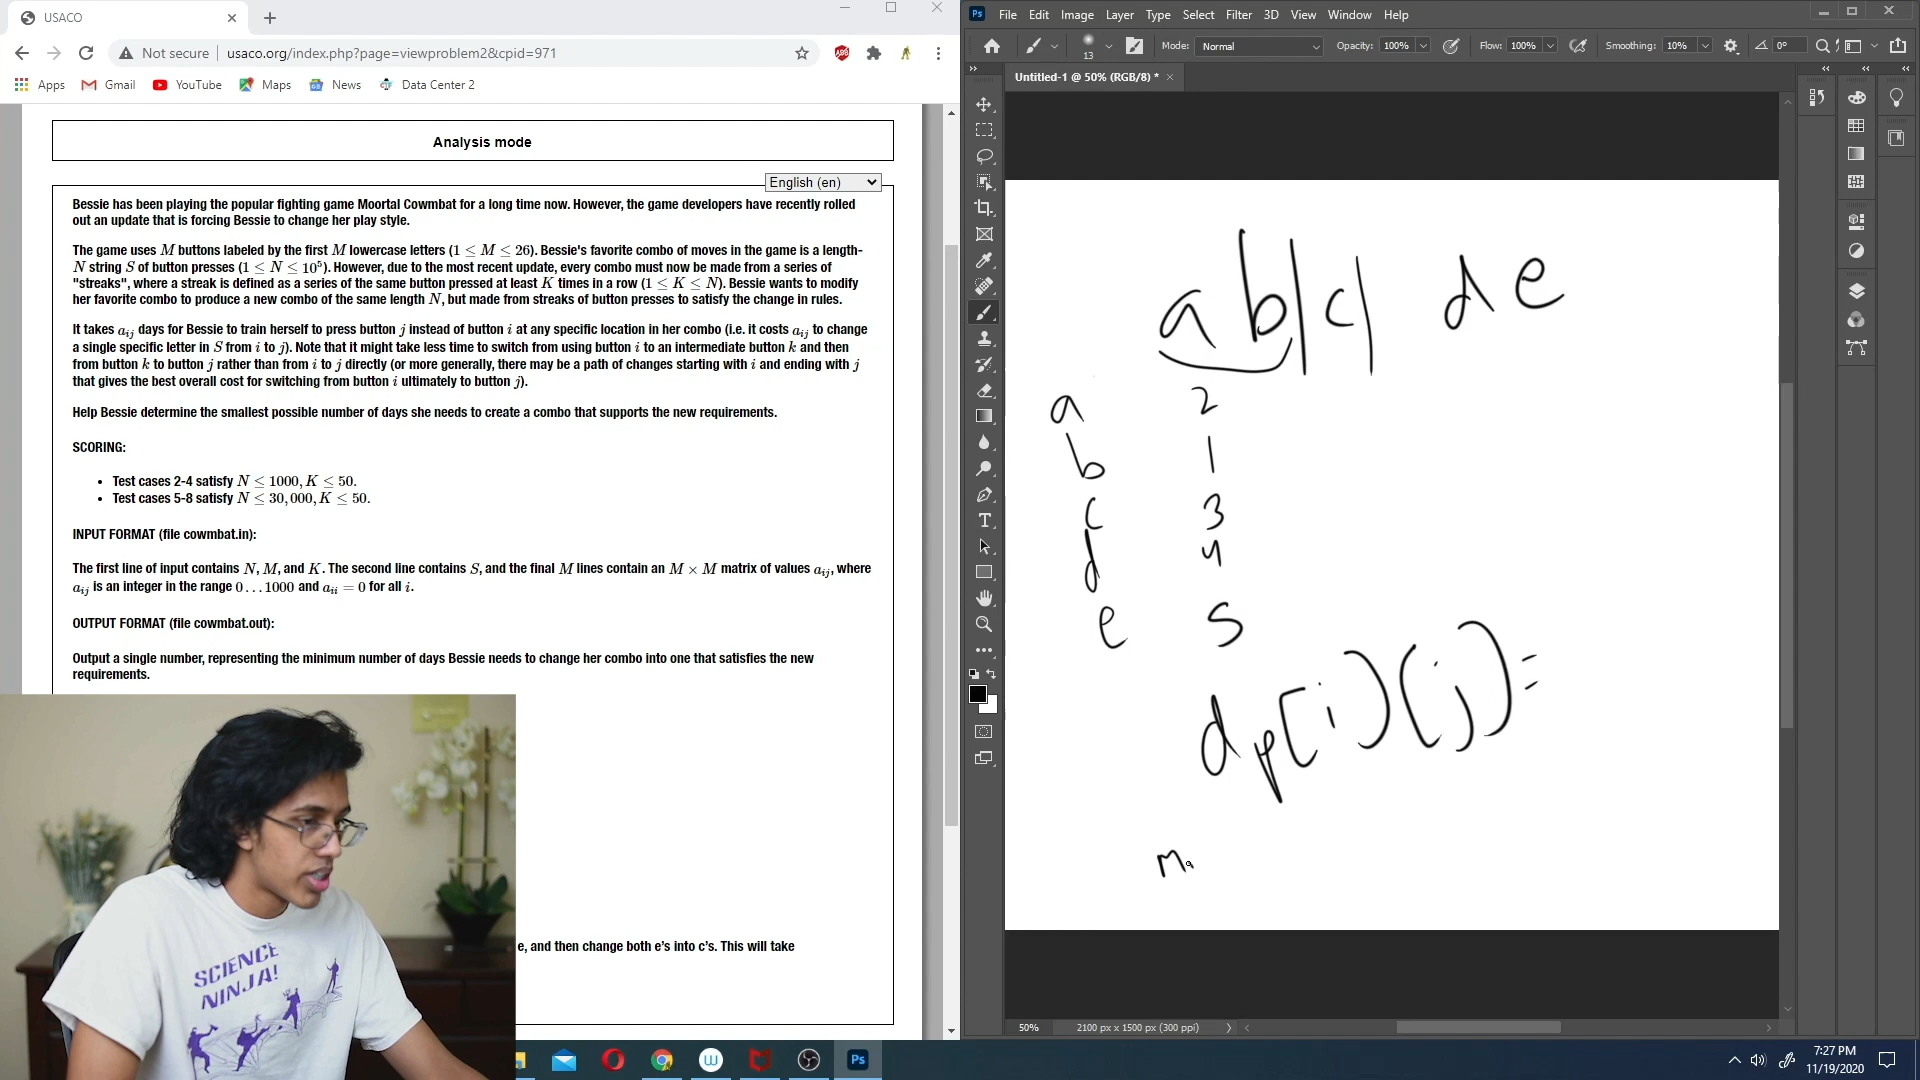 USACO
Not secure usaco.org/index.php?page=viewproblem2&cpid=971
Apps Gmail YouTube Maps News Data Center 2
Analysis mode
English (en)
Bessie has been playing the popular fighting game Moortal Cowmbat for a long time now. However, the game developers have recently rolled
out an update that is forcing Bessie to change her play style.
The game uses M buttons labeled by the first M lowercase letters (1 ≤ M ≤ 26). Bessie's favorite combo of moves in the game is a length-
N string S of button presses (1 ≤ N ≤ 10⁵). However, due to the most recent update, every combo must now be made from a series of
"streaks", where a streak is defined as a series of the same button pressed at least K times in a row (1 ≤ K ≤ N). Bessie wants to modify
her favorite combo to produce a new combo of the same length N, but made from streaks of button presses to satisfy the change in rules.
It takes aᵢⱼ days for Bessie to train herself to press button j instead of button i at any specific location in her combo (i.e. it costs aᵢⱼ to change
a single specific letter in S from i to j). Note that it might take less time to switch from using button i to an intermediate button k and then
from button k to button j rather than from i to j directly (or more generally, there may be a path of changes starting with i and ending with j
that gives the best overall cost for switching from button i ultimately to button j).
Help Bessie determine the smallest possible number of days she needs to create a combo that supports the new requirements.
SCORING:
• Test cases 2-4 satisfy N ≤ 1000, K ≤ 50.
• Test cases 5-8 satisfy N ≤ 30,000, K ≤ 50.
INPUT FORMAT (file cowmbat.in):
The first line of input contains N, M, and K. The second line contains S, and the final M lines contain an M × M matrix of values aᵢⱼ, where
aᵢⱼ is an integer in the range 0...1000 and aᵢᵢ = 0 for all i.
OUTPUT FORMAT (file cowmbat.out):
Output a single number, representing the minimum number of days Bessie needs to change her combo into one that satisfies the new
requirements.
e, and then change both e's into c's. This will take
SCIENCE
NINJA!
Ps File Edit Image Layer Type Select Filter 3D View Window Help
13 Mode: Normal Opacity: 100% Flow: 100% Smoothing: 10% 0°
Untitled-1 @ 50% (RGB/8) *
a b|c| d e
a 2
b 1
c 3
d 4
e 5
dp[i][j]=
m
50% 2100 px x 1500 px (300 ppi)
Ps
7:27 PM
11/19/2020